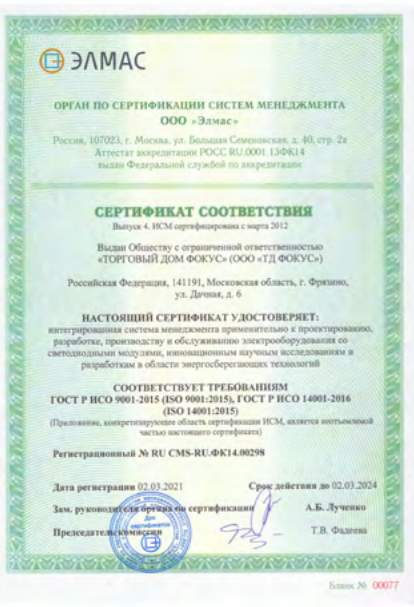 ЭЛМАС
ОРГАН ПО СЕРТИФИКАЦИИ СИСТЕМ МЕНЕДЖМЕНТА
ООО «Элмас»
Россия, 107023, г. Москва, ул. Большая Семеновская, д. 40, стр. 2а
Аттестат аккредитации РОСС RU.0001.13ФК14
выдан Федеральной службой по аккредитации
СЕРТИФИКАТ СООТВЕТСТВИЯ
Выпуск 4. ИСМ сертифицирована с марта 2012
Выдан Обществу с ограниченной ответственностью
«ТОРГОВЫЙ ДОМ ФОКУС» (ООО «ТД ФОКУС»)
Российская Федерация, 141191, Московская область, г. Фрязино,
ул. Дачная, д. 6
НАСТОЯЩИЙ СЕРТИФИКАТ УДОСТОВЕРЯЕТ:
интегрированная система менеджмента применительно к проектированию,
разработке, производству и обслуживанию электрооборудования со
светодиодными модулями, инновационным научным исследованиям и
разработкам в области энергосберегающих технологий
СООТВЕТСТВУЕТ ТРЕБОВАНИЯМ
ГОСТ Р ИСО 9001-2015 (ISO 9001:2015), ГОСТ Р ИСО 14001-2016
(ISO 14001:2015)
(Приложение, конкретизирующее область сертификации ИСМ, является неотъемлемой
частью настоящего сертификата)
Регистрационный № RU CMS-RU.ФК14.00298
Дата регистрации 02.03.2021 Срок действия до 02.03.2024
Зам. руководителя органа по сертификации А.Б. Лученко
Для
сертификатов
Председатель комиссии Т.В. Фадеева
Бланк № 00077